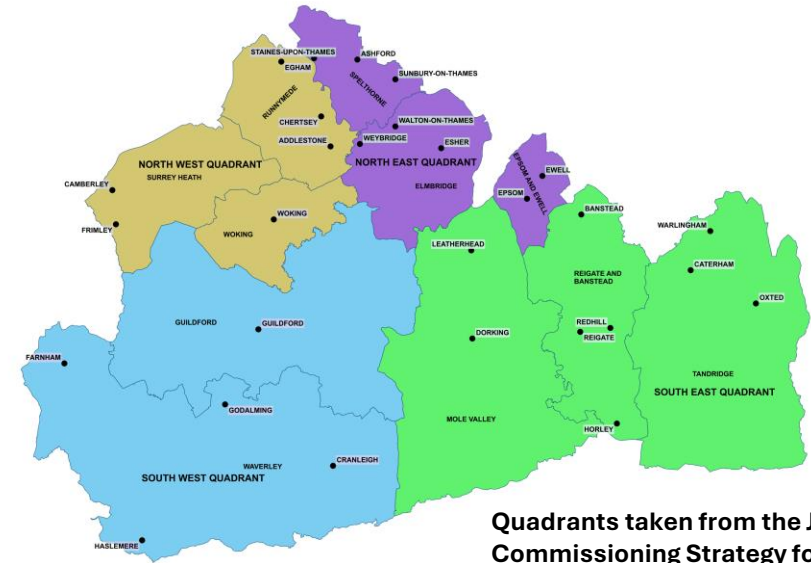 STAINES-UPON-THAMES
ASHFORD
EGHAM
SUNBURY-ON-THAMES
SPELTHORNE
RUNNYMEDE
CHERTSEY
WALTON-ON-THAMES
ADDLESTONE
WEYBRIDGE
ESHER
NORTH WEST QUADRANT
NORTH EAST QUADRANT
SURREY HEATH
ELMBRIDGE
EPSOM AND EWELL
EWELL
EPSOM
CAMBERLEY
FRIMLEY
WOKING
WOKING
BANSTEAD
WARLINGHAM
LEATHERHEAD
CATERHAM
REIGATE AND
BANSTEAD
OXTED
GUILDFORD
GUILDFORD
REDHILL
DORKING
REIGATE
FARNHAM
TANDRIDGE
SOUTH EAST QUADRANT
GODALMING
MOLE VALLEY
HORLEY
CRANLEIGH
WAVERLEY
SOUTH WEST QUADRANT
HASLEMERE
Quadrants taken from the J
Commissioning Strategy fo